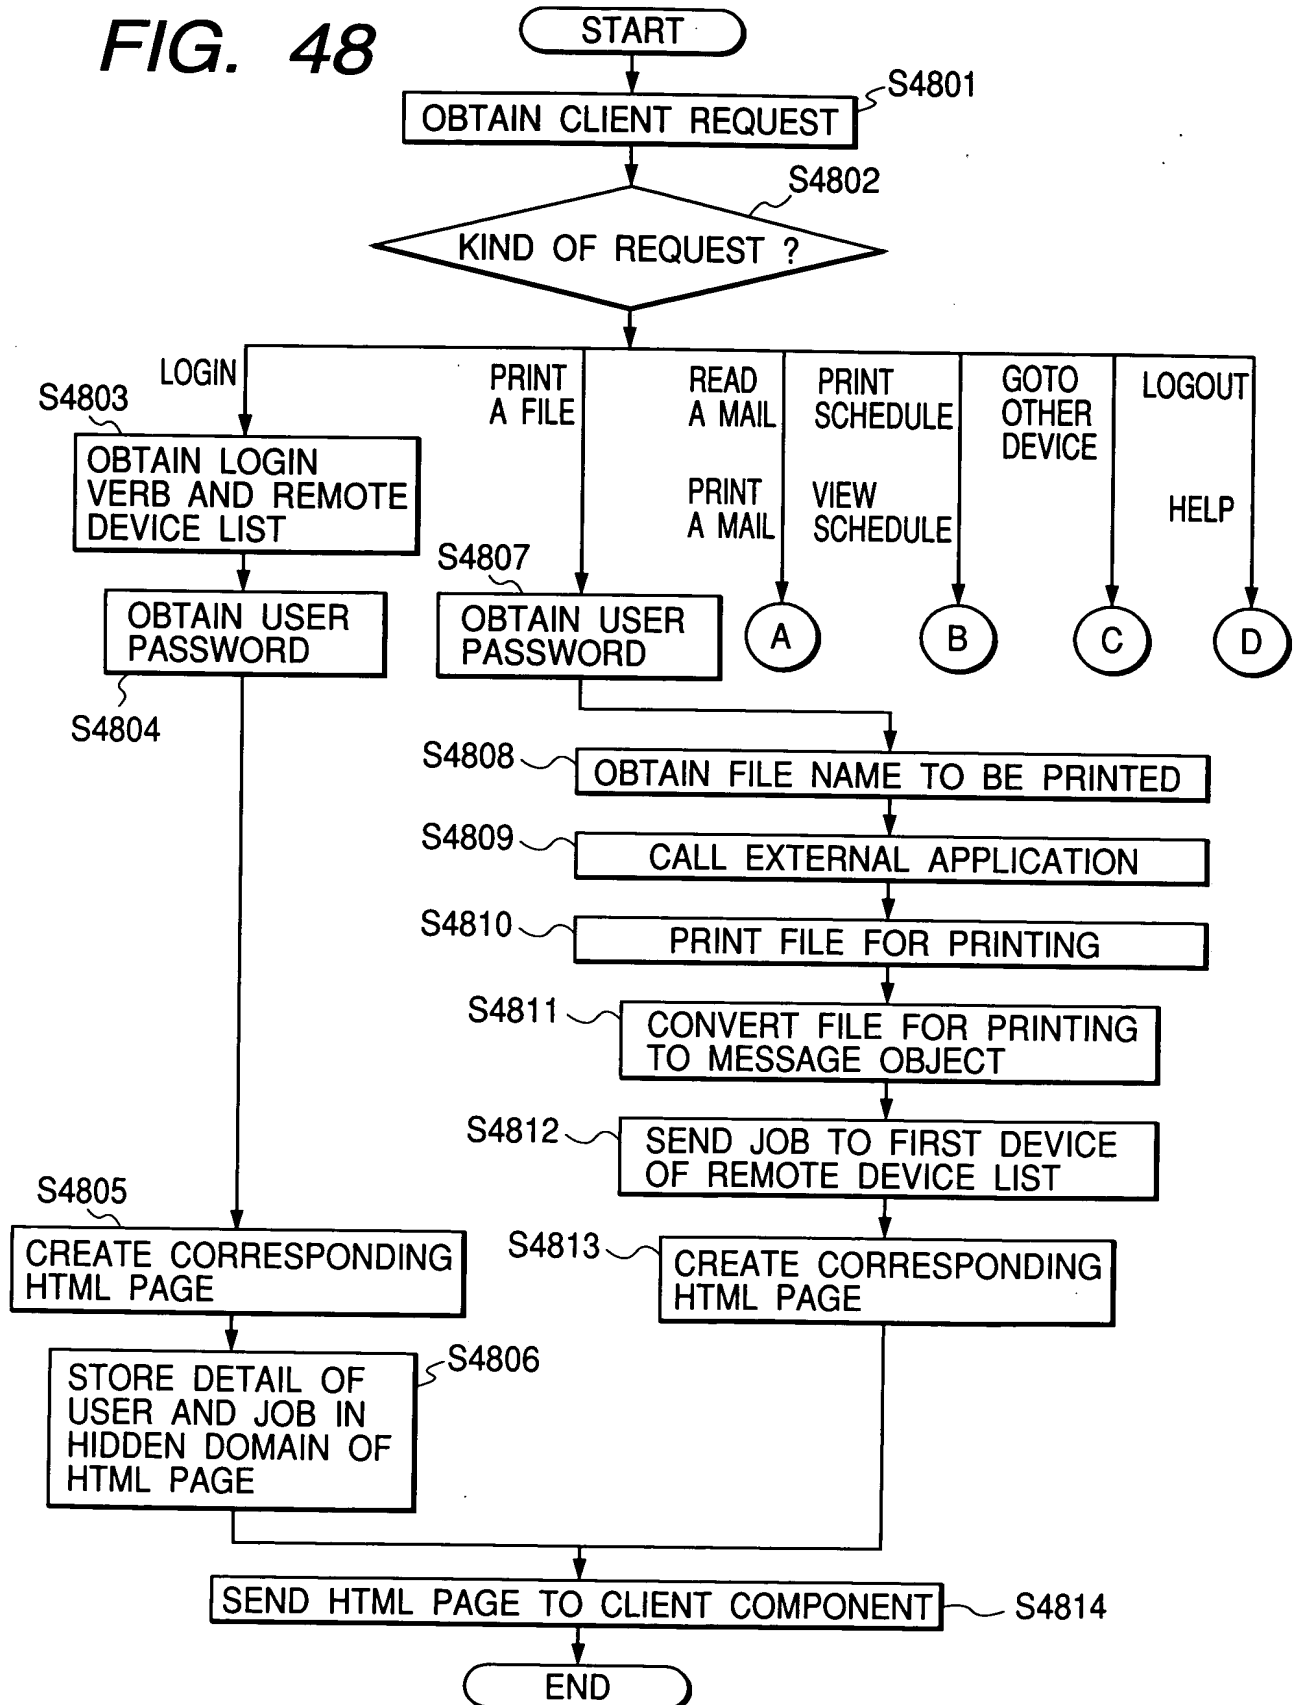 FIG. 48
START
S4801
OBTAIN CLIENT REQUEST
S4802
KIND OF REQUEST ?
LOGIN
PRINT
A FILE
READ
A MAIL
PRINT
A MAIL
PRINT
SCHEDULE
VIEW
SCHEDULE
GOTO
OTHER
DEVICE
LOGOUT
HELP
S4803
OBTAIN LOGIN
VERB AND REMOTE
DEVICE LIST
S4804
OBTAIN USER
PASSWORD
S4807
OBTAIN USER
PASSWORD
A
B
C
D
S4808
OBTAIN FILE NAME TO BE PRINTED
S4809
CALL EXTERNAL APPLICATION
S4810
PRINT FILE FOR PRINTING
S4811
CONVERT FILE FOR PRINTING
TO MESSAGE OBJECT
S4812
SEND JOB TO FIRST DEVICE
OF REMOTE DEVICE LIST
S4805
CREATE CORRESPONDING
HTML PAGE
S4813
CREATE CORRESPONDING
HTML PAGE
S4806
STORE DETAIL OF
USER AND JOB IN
HIDDEN DOMAIN OF
HTML PAGE
SEND HTML PAGE TO CLIENT COMPONENT
S4814
END